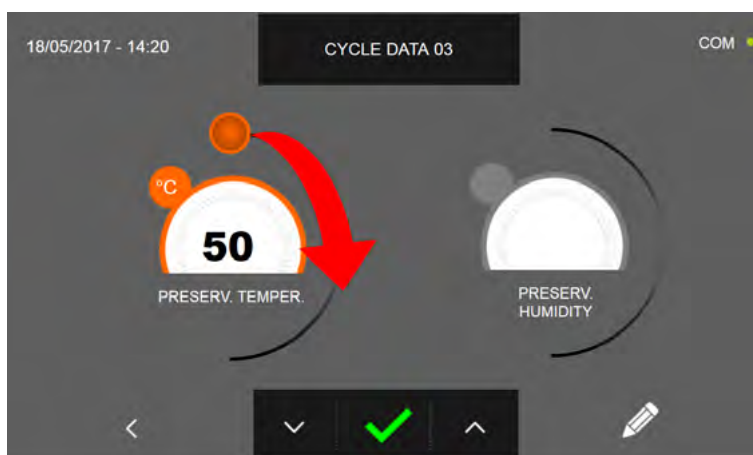 18/05/2017 - 14:20
CYCLE DATA 03
COM
°C
50
PRESERV. TEMPER.
PRESERV.
HUMIDITY